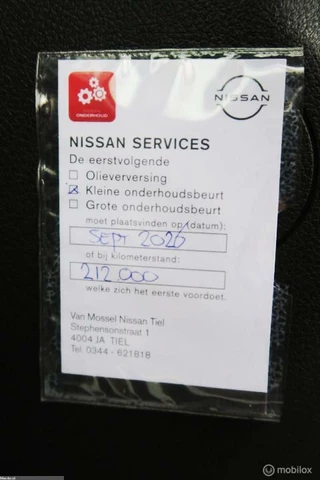 ONDERHOUD
NISSAN
NISSAN SERVICES
De eerstvolgende
☐ Olieverversing
☒ Kleine onderhoudsbeurt
☐ Grote onderhoudsbeurt
moet plaatsvinden op (datum):
SEPT 2026
of bij kilometerstand:
212.000
welke zich het eerste voordoet.
Van Mossel Nissan Tiel
Stephensonstraat 1
4004 JA TIEL
Tel. 0344 - 621818
mobilox